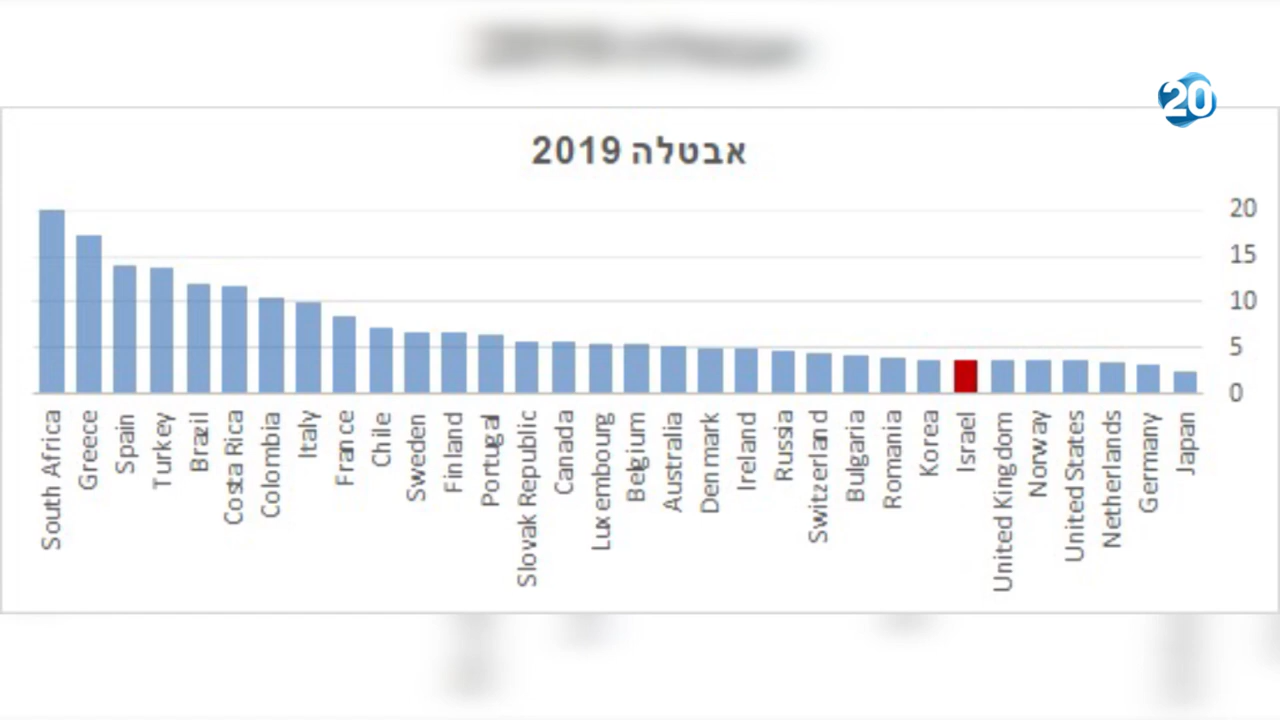 20
אבטלה 2019
20
15
10
5
0
South Africa
Greece
Spain
Turkey
Brazil
Costa Rica
Colombia
Italy
France
Chile
Sweden
Finland
Portugal
Slovak Republic
Canada
Luxembourg
Belgium
Australia
Denmark
Ireland
Russia
Switzerland
Bulgaria
Romania
Korea
Israel
United Kingdom
Norway
United States
Netherlands
Germany
Japan